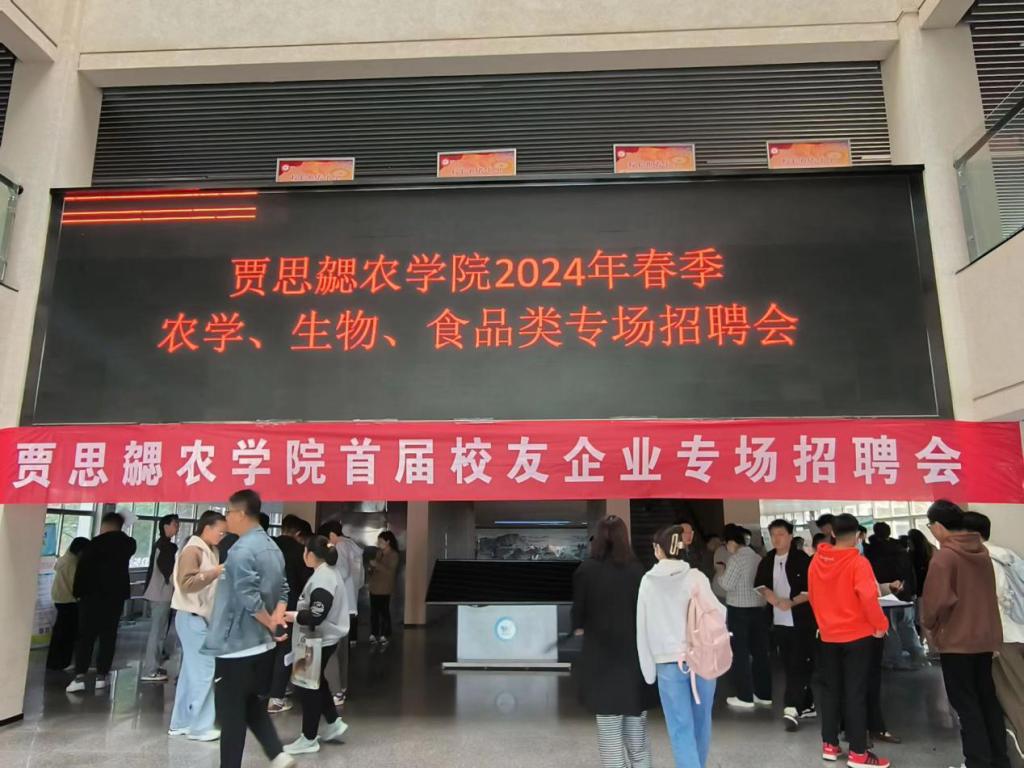 贾思勰农学院2024年春季
农学、生物、食品类专场招聘会
贾思勰农学院首届校友企业专场招聘会